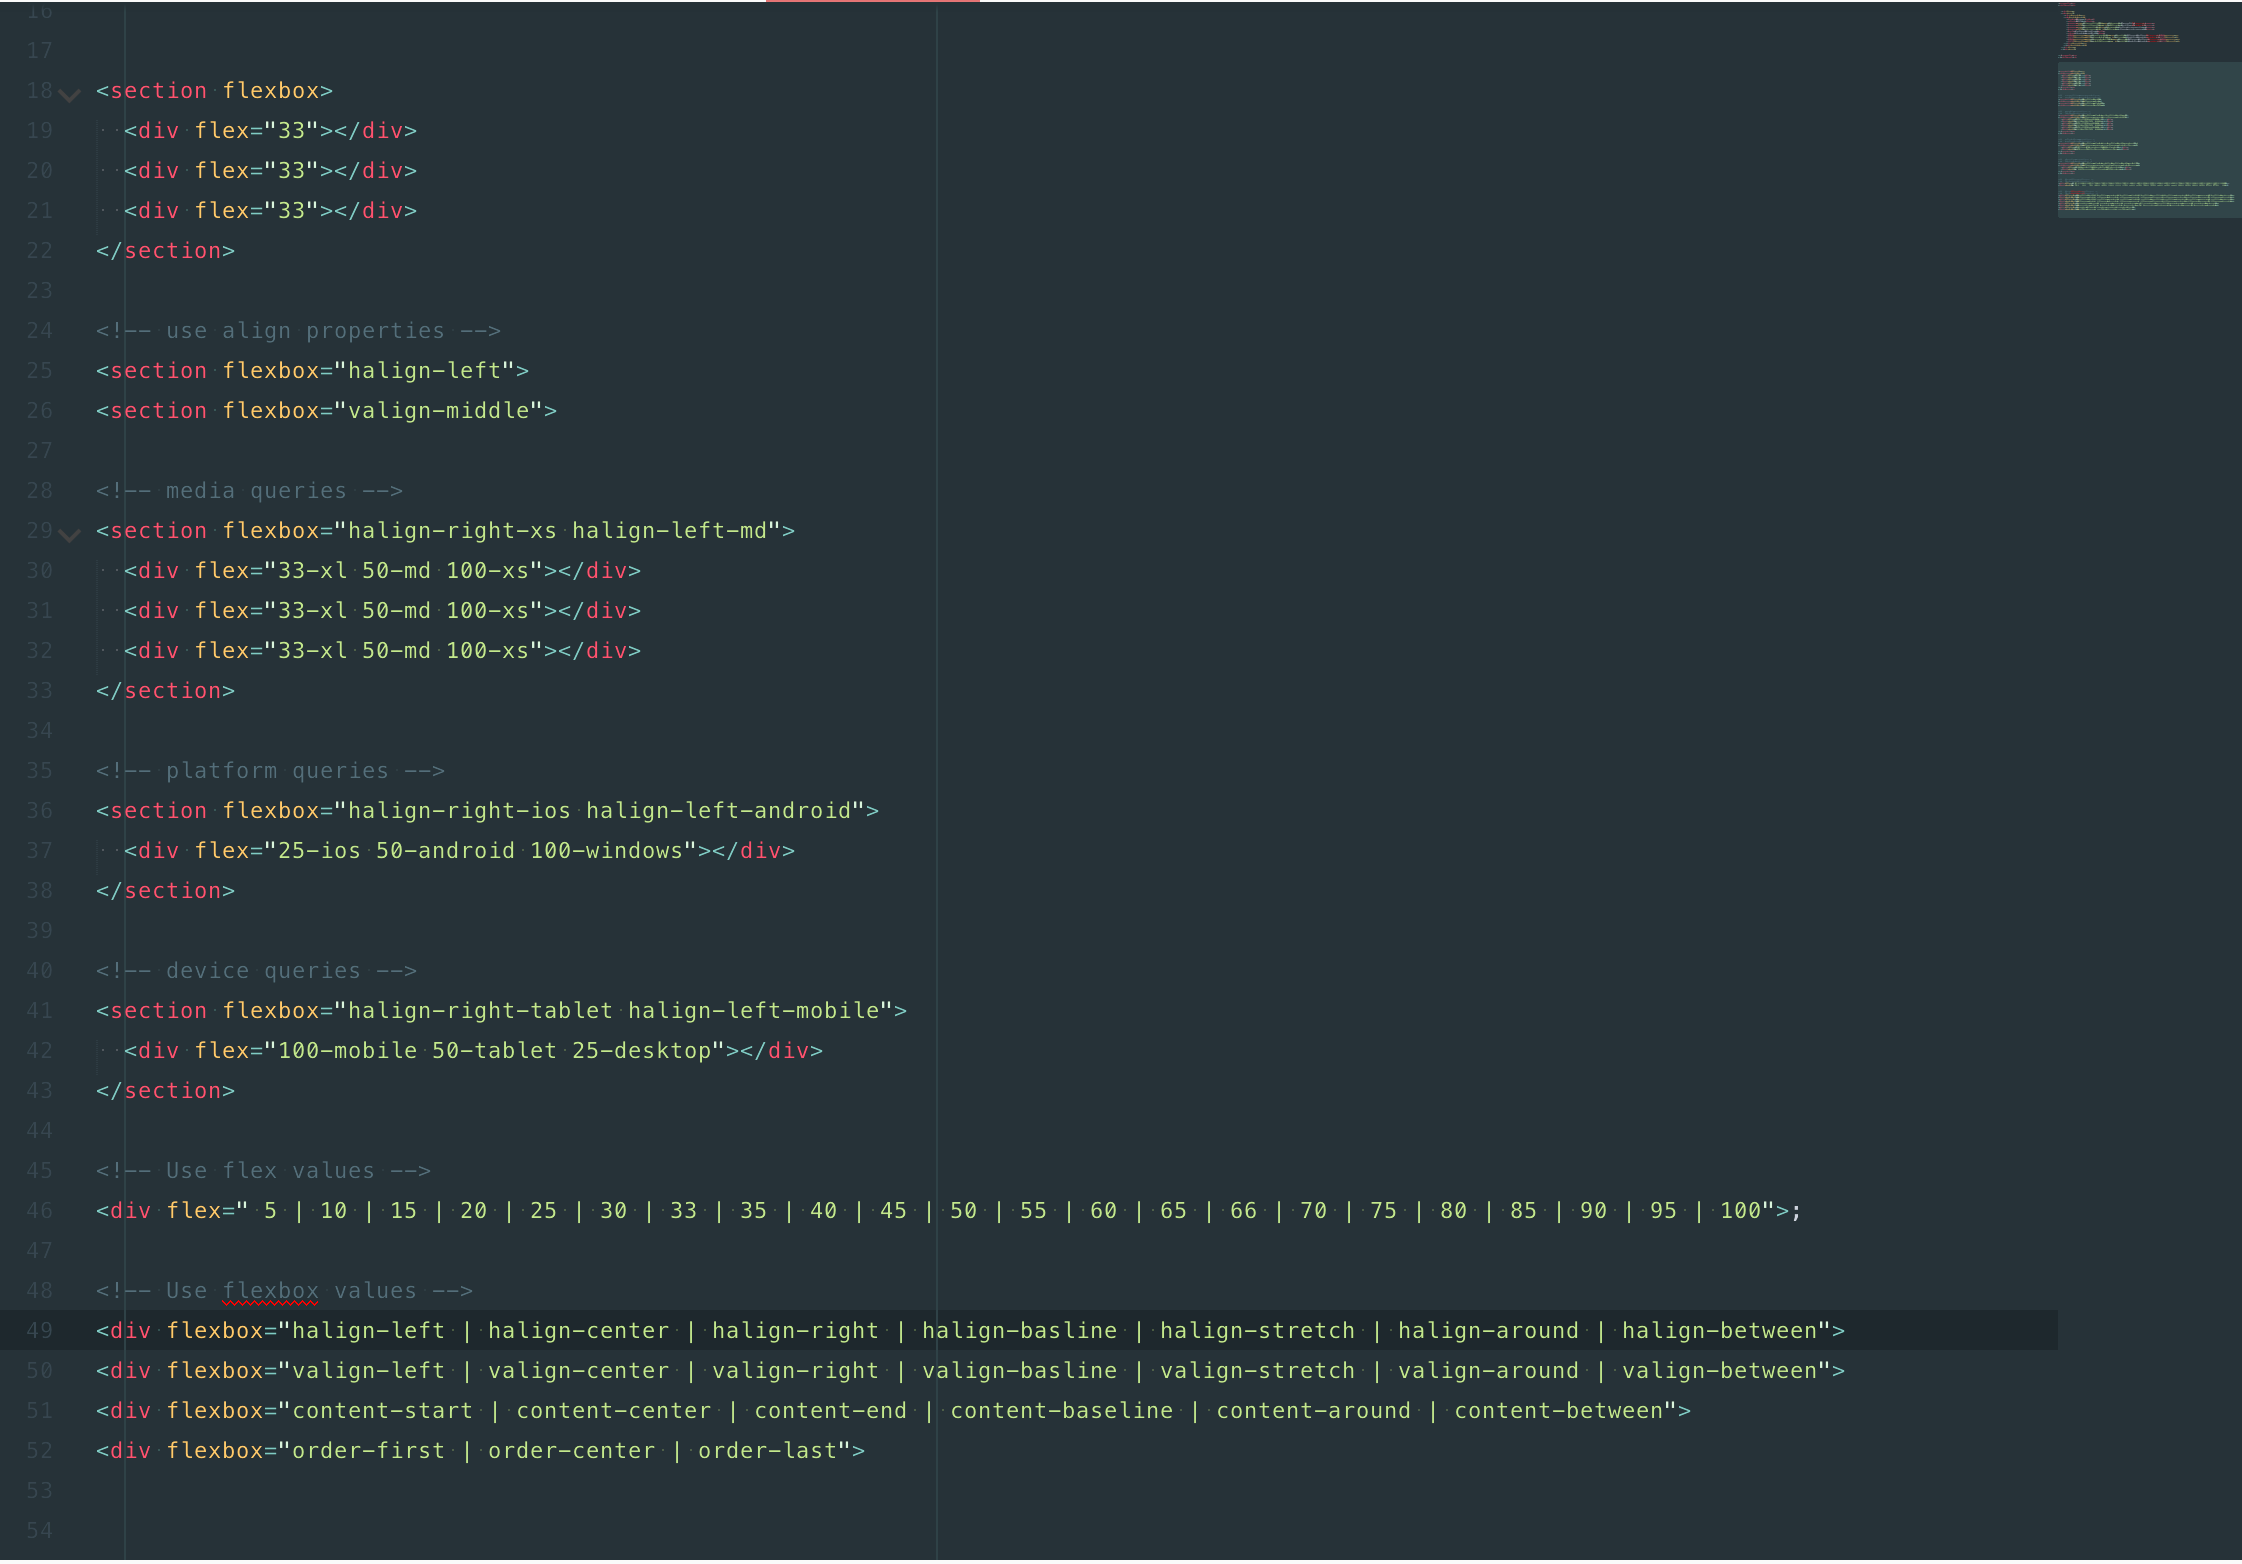 16
17
18 <section flexbox>
19 <div flex="33"></div>
20 <div flex="33"></div>
21 <div flex="33"></div>
22 </section>
23
24 <!-- use align properties -->
25 <section flexbox="halign-left">
26 <section flexbox="valign-middle">
27
28 <!-- media queries -->
29 <section flexbox="halign-right-xs halign-left-md">
30 <div flex="33-xl 50-md 100-xs"></div>
31 <div flex="33-xl 50-md 100-xs"></div>
32 <div flex="33-xl 50-md 100-xs"></div>
33 </section>
34
35 <!-- platform queries -->
36 <section flexbox="halign-right-ios halign-left-android">
37 <div flex="25-ios 50-android 100-windows"></div>
38 </section>
39
40 <!-- device queries -->
41 <section flexbox="halign-right-tablet halign-left-mobile">
42 <div flex="100-mobile 50-tablet 25-desktop"></div>
43 </section>
44
45 <!-- Use flex values -->
46 <div flex=" 5 | 10 | 15 | 20 | 25 | 30 | 33 | 35 | 40 | 45 | 50 | 55 | 60 | 65 | 66 | 70 | 75 | 80 | 85 | 90 | 95 | 100">;
47
48 <!-- Use flexbox values -->
49 <div flexbox="halign-left | halign-center | halign-right | halign-basline | halign-stretch | halign-around | halign-between">
50 <div flexbox="valign-left | valign-center | valign-right | valign-basline | valign-stretch | valign-around | valign-between">
51 <div flexbox="content-start | content-center | content-end | content-baseline | content-around | content-between">
52 <div flexbox="order-first | order-center | order-last">
53
54